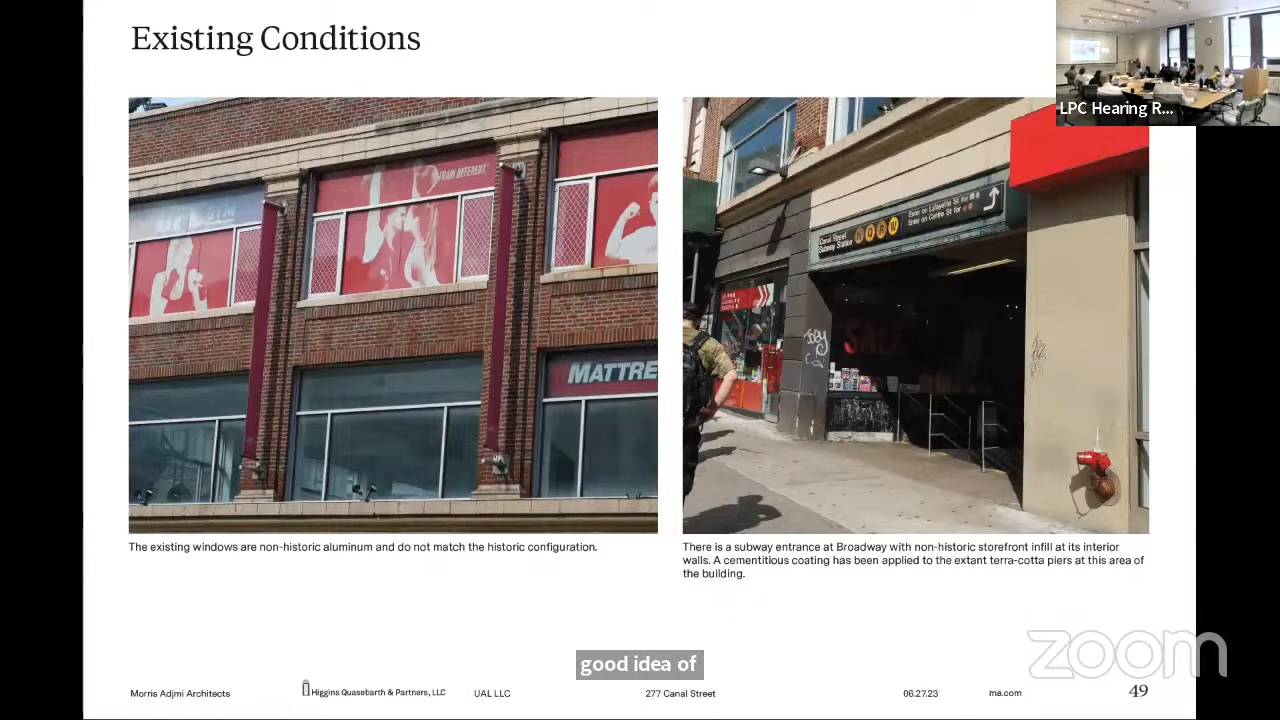 Existing Conditions
LPC Hearing R...
TRAIN DIFFERENT.
MATTRE
Canal Street
Subway Station
N Q R W
Enter on Lafayette St for
Enter on Centre St for
SALE
The existing windows are non-historic aluminum and do not match the historic configuration.
There is a subway entrance at Broadway with non-historic storefront infill at its interior
walls. A cementitious coating has been applied to the extant terra-cotta piers at this area of
the building.
good idea of
zoom
Morris Adjmi Architects
Higgins Quasebarth & Partners, LLC
UAL LLC
277 Canal Street
06.27.23
ma.com
49